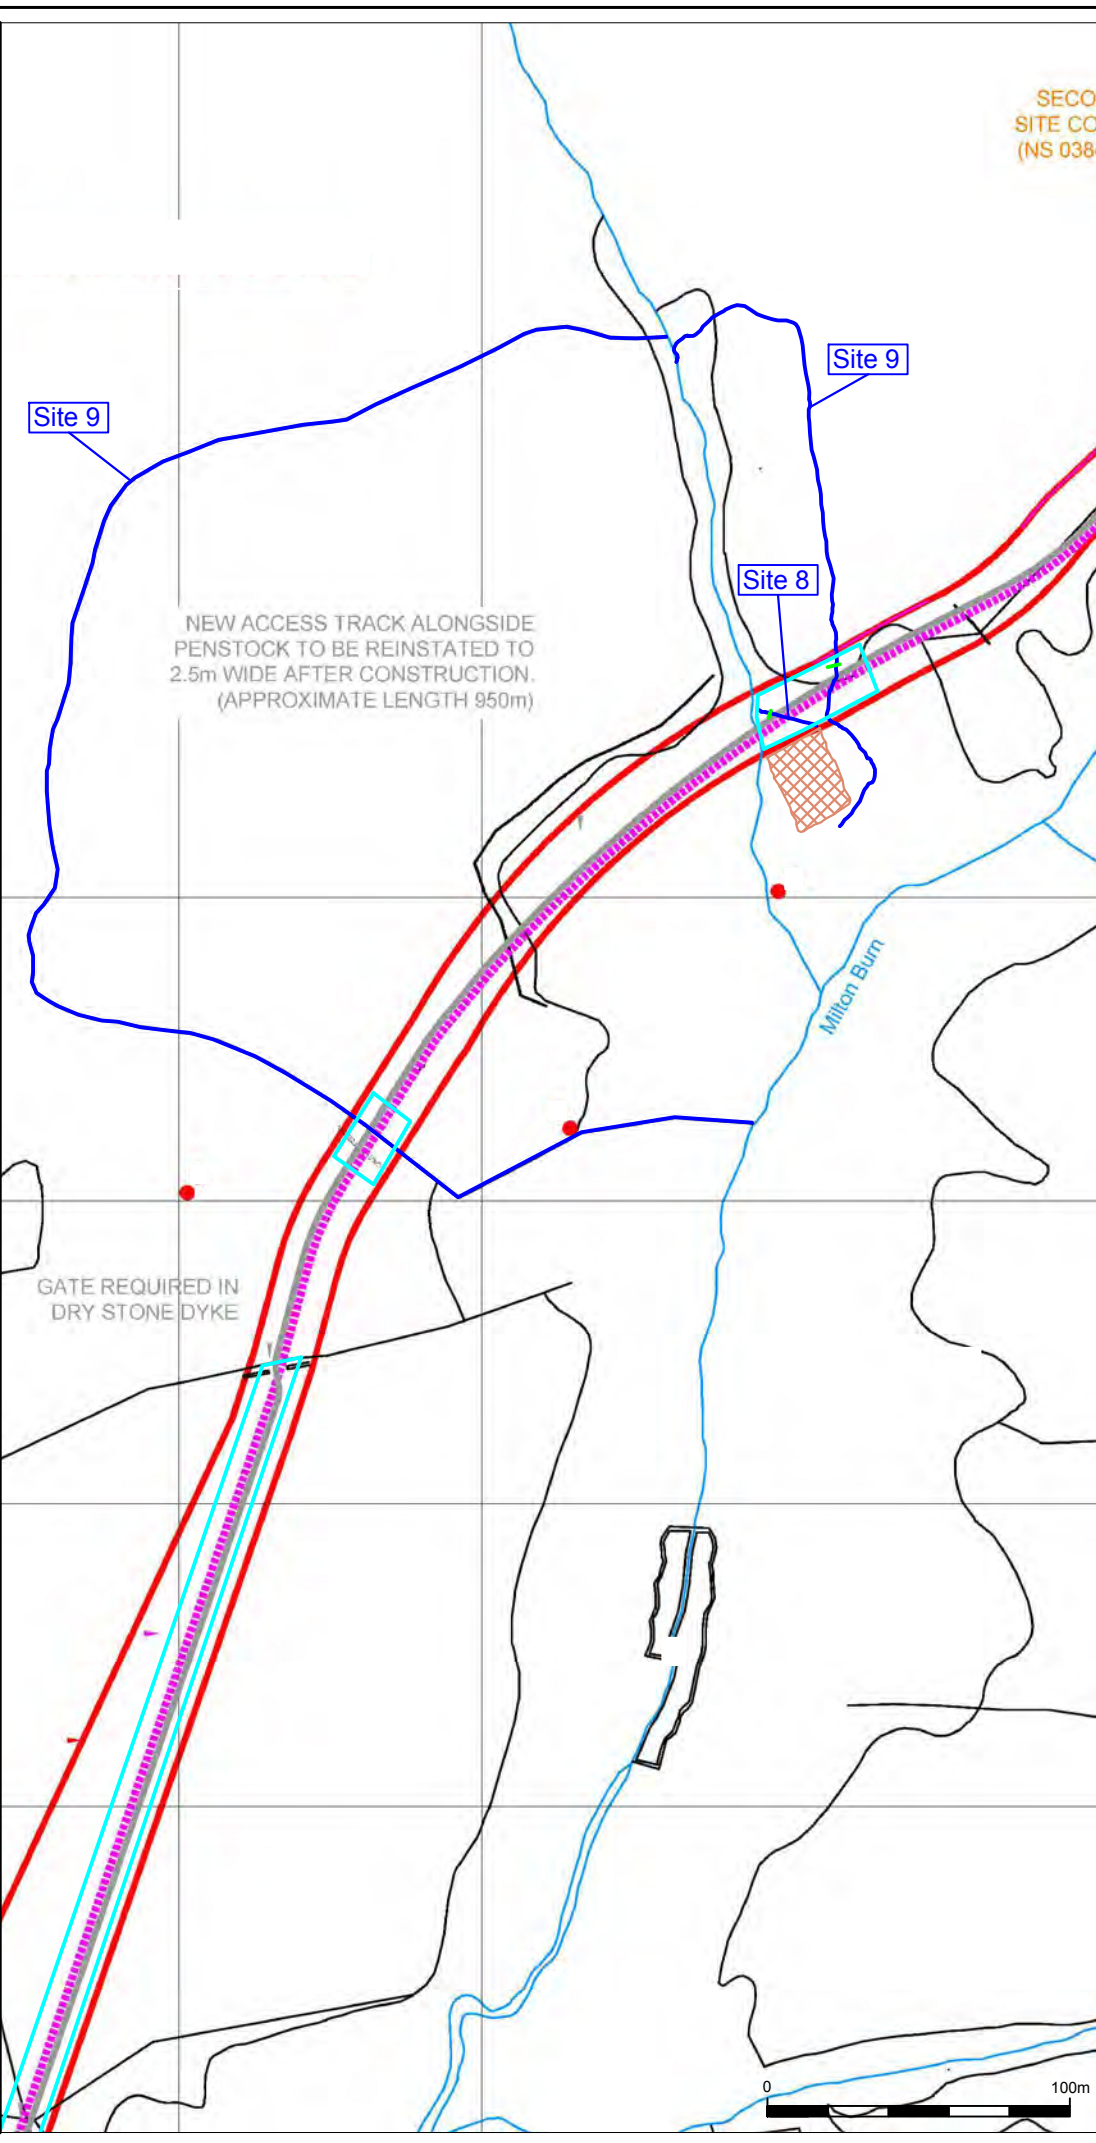 SECO
SITE CO
(NS 038
Site 9
Site 9
Site 8
NEW ACCESS TRACK ALONGSIDE
PENSTOCK TO BE REINSTATED TO
2.5m WIDE AFTER CONSTRUCTION.
(APPROXIMATE LENGTH 950m)
Milton Burn
GATE REQUIRED IN
DRY STONE DYKE
0
100m